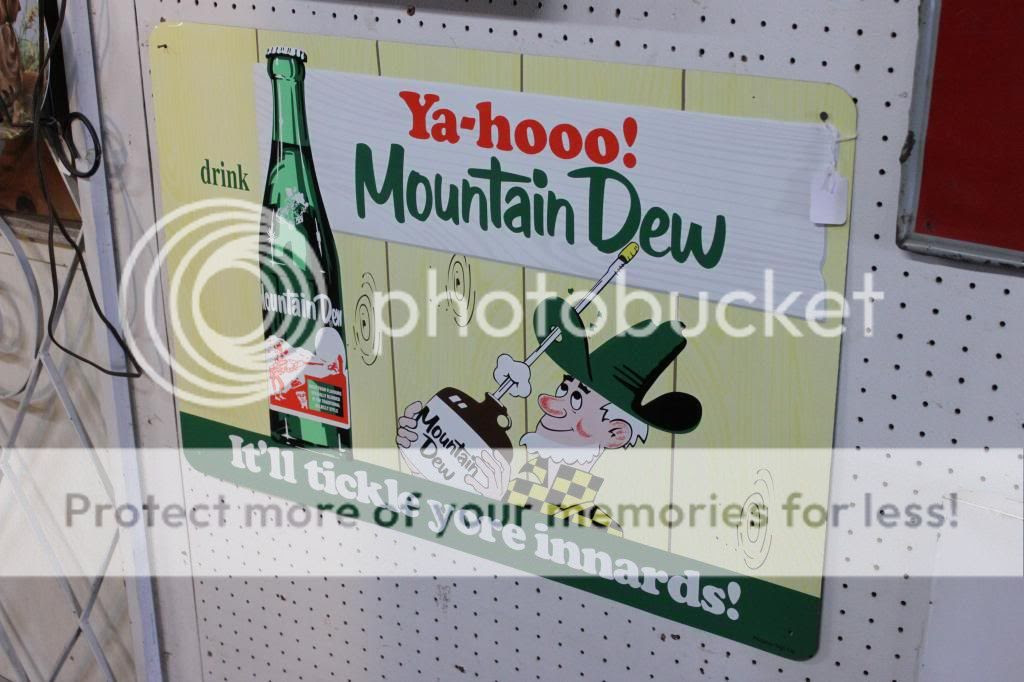 Ya-hooo!
drink
Mountain Dew
ountain Dew
photobucket
Mountain
Dew
It'll tickle yore innards!
Protect more of your memories for less!